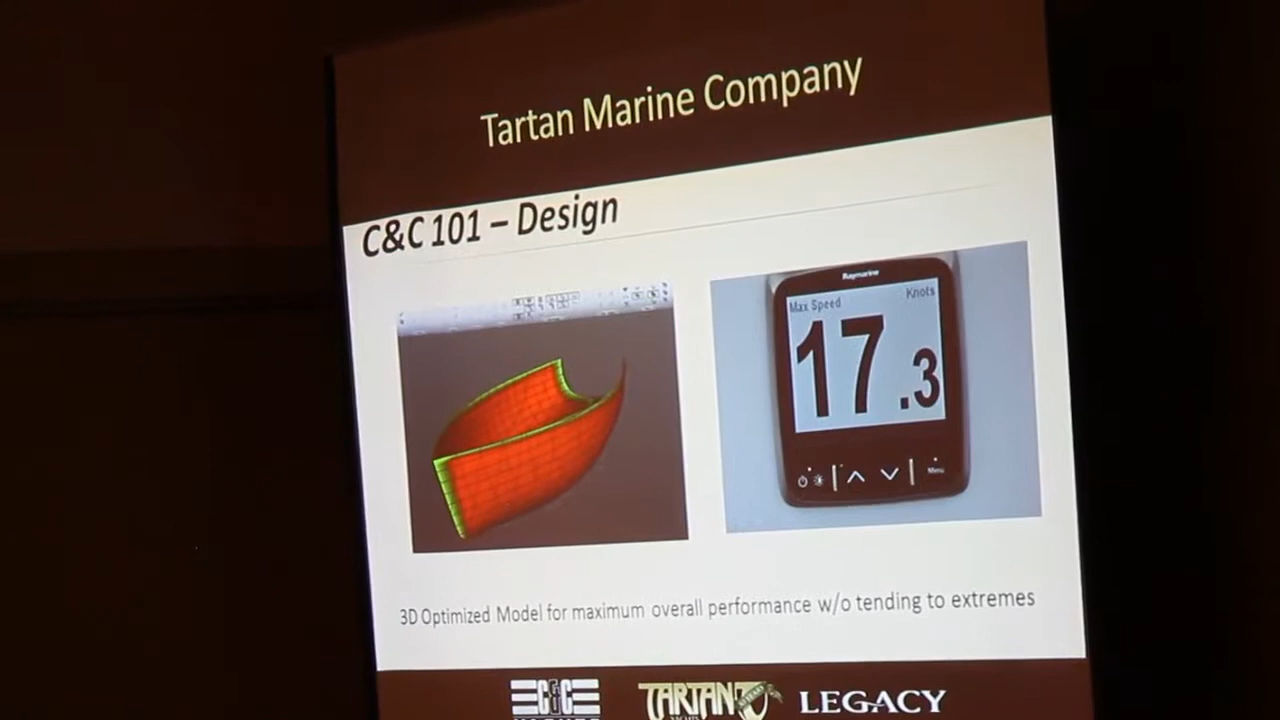 Tartan Marine Company
C&C 101 – Design
Raymarine
Max Speed Knots
17.3
Menu
3D Optimized Model for maximum overall performance w/o tending to extremes
C&C TARTAN LEGACY
YACHTS